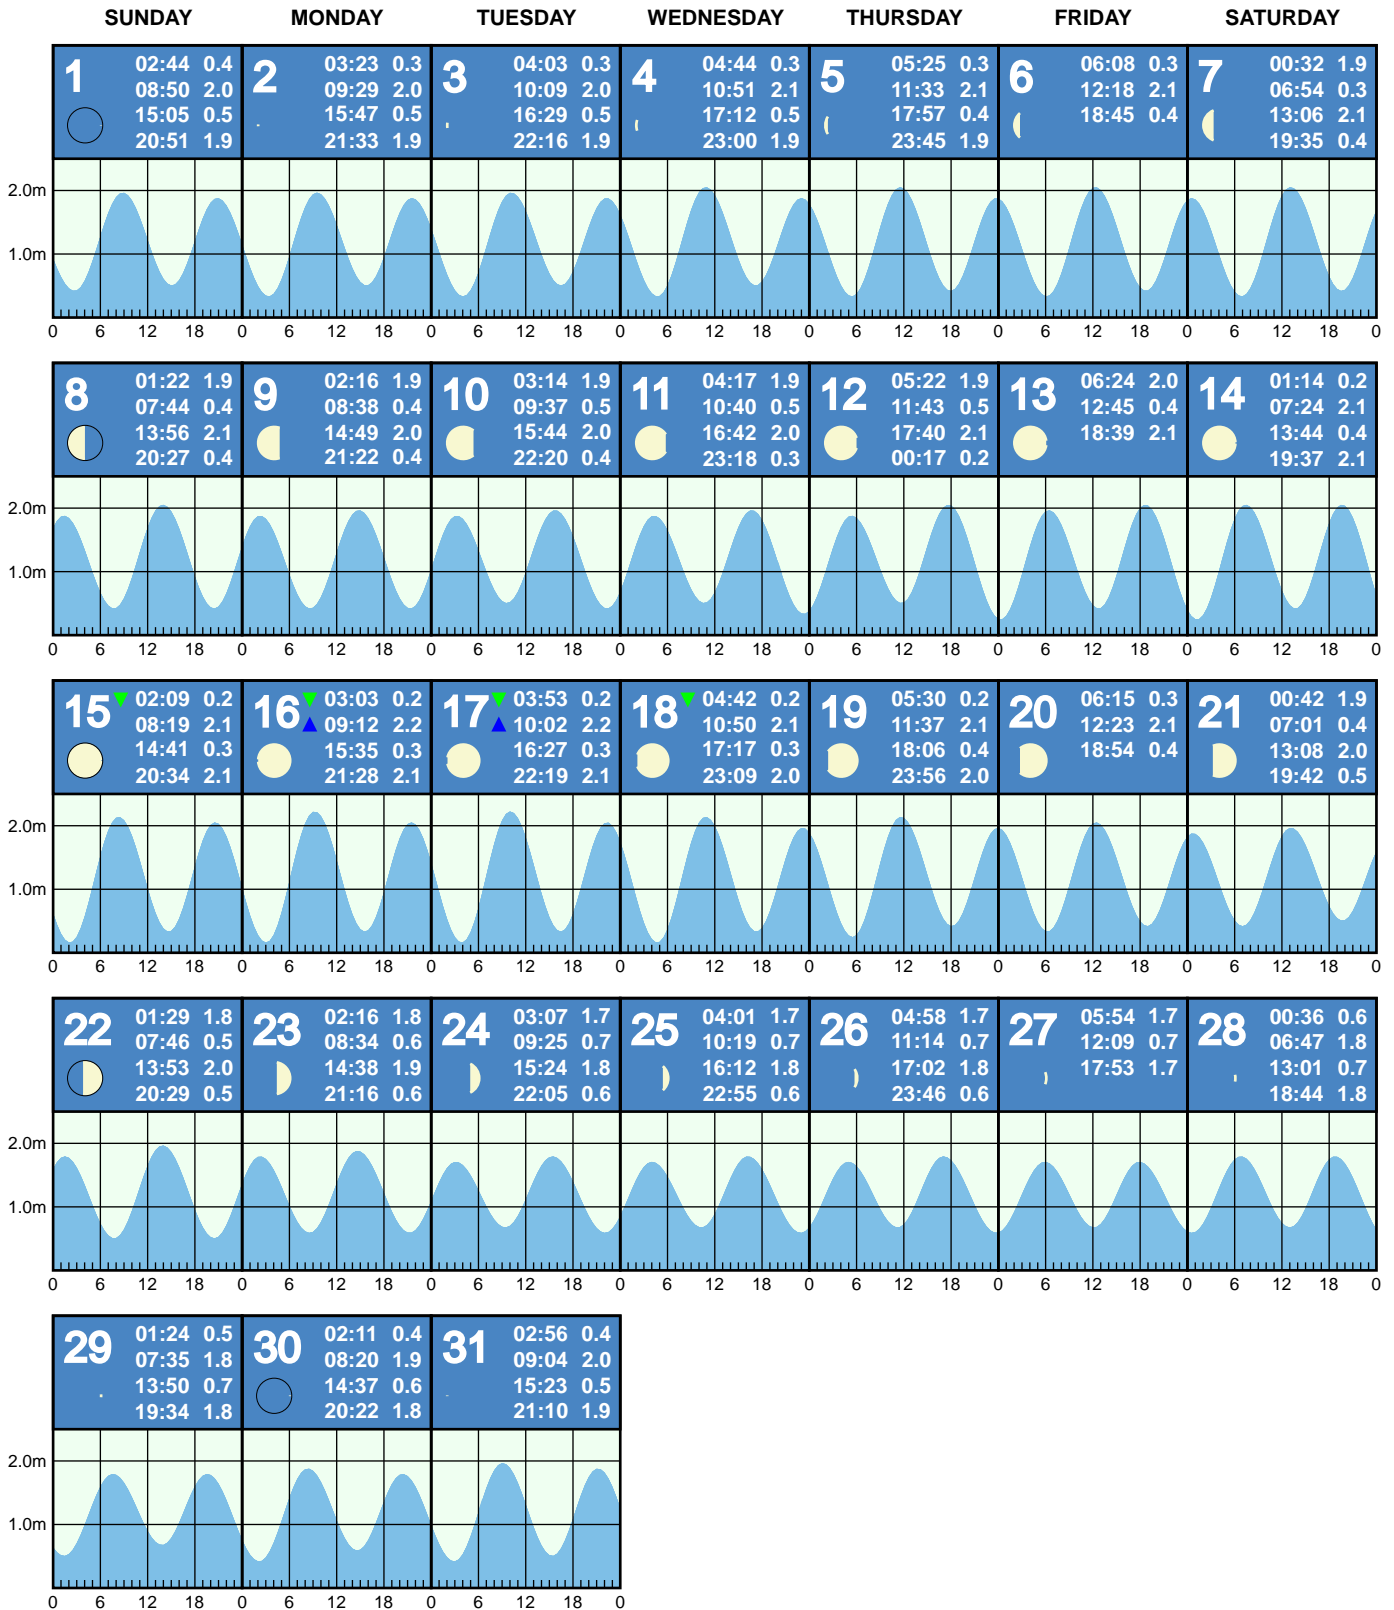 SUNDAY MONDAY TUESDAY WEDNESDAY THURSDAY FRIDAY SATURDAY
1 02:44 0.4
08:50 2.0
15:05 0.5
20:51 1.9
2 03:23 0.3
09:29 2.0
15:47 0.5
21:33 1.9
3 04:03 0.3
10:09 2.0
16:29 0.5
22:16 1.9
4 04:44 0.3
10:51 2.1
17:12 0.5
23:00 1.9
5 05:25 0.3
11:33 2.1
17:57 0.4
23:45 1.9
6 06:08 0.3
12:18 2.1
18:45 0.4
7 00:32 1.9
06:54 0.3
13:06 2.1
19:35 0.4
2.0m
1.0m
0 6 12 18 0 6 12 18 0 6 12 18 0 6 12 18 0 6 12 18 0 6 12 18 0 6 12 18 0
8 01:22 1.9
07:44 0.4
13:56 2.1
20:27 0.4
9 02:16 1.9
08:38 0.4
14:49 2.0
21:22 0.4
10 03:14 1.9
09:37 0.5
15:44 2.0
22:20 0.4
11 04:17 1.9
10:40 0.5
16:42 2.0
23:18 0.3
12 05:22 1.9
11:43 0.5
17:40 2.1
00:17 0.2
13 06:24 2.0
12:45 0.4
18:39 2.1
14 01:14 0.2
07:24 2.1
13:44 0.4
19:37 2.1
2.0m
1.0m
0 6 12 18 0 6 12 18 0 6 12 18 0 6 12 18 0 6 12 18 0 6 12 18 0 6 12 18 0
15 02:09 0.2
08:19 2.1
14:41 0.3
20:34 2.1
16 03:03 0.2
09:12 2.2
15:35 0.3
21:28 2.1
17 03:53 0.2
10:02 2.2
16:27 0.3
22:19 2.1
18 04:42 0.2
10:50 2.1
17:17 0.3
23:09 2.0
19 05:30 0.2
11:37 2.1
18:06 0.4
23:56 2.0
20 06:15 0.3
12:23 2.1
18:54 0.4
21 00:42 1.9
07:01 0.4
13:08 2.0
19:42 0.5
2.0m
1.0m
0 6 12 18 0 6 12 18 0 6 12 18 0 6 12 18 0 6 12 18 0 6 12 18 0 6 12 18 0
22 01:29 1.8
07:46 0.5
13:53 2.0
20:29 0.5
23 02:16 1.8
08:34 0.6
14:38 1.9
21:16 0.6
24 03:07 1.7
09:25 0.7
15:24 1.8
22:05 0.6
25 04:01 1.7
10:19 0.7
16:12 1.8
22:55 0.6
26 04:58 1.7
11:14 0.7
17:02 1.8
23:46 0.6
27 05:54 1.7
12:09 0.7
17:53 1.7
28 00:36 0.6
06:47 1.8
13:01 0.7
18:44 1.8
2.0m
1.0m
0 6 12 18 0 6 12 18 0 6 12 18 0 6 12 18 0 6 12 18 0 6 12 18 0 6 12 18 0
29 01:24 0.5
07:35 1.8
13:50 0.7
19:34 1.8
30 02:11 0.4
08:20 1.9
14:37 0.6
20:22 1.8
31 02:56 0.4
09:04 2.0
15:23 0.5
21:10 1.9
2.0m
1.0m
0 6 12 18 0 6 12 18 0 6 12 18 0